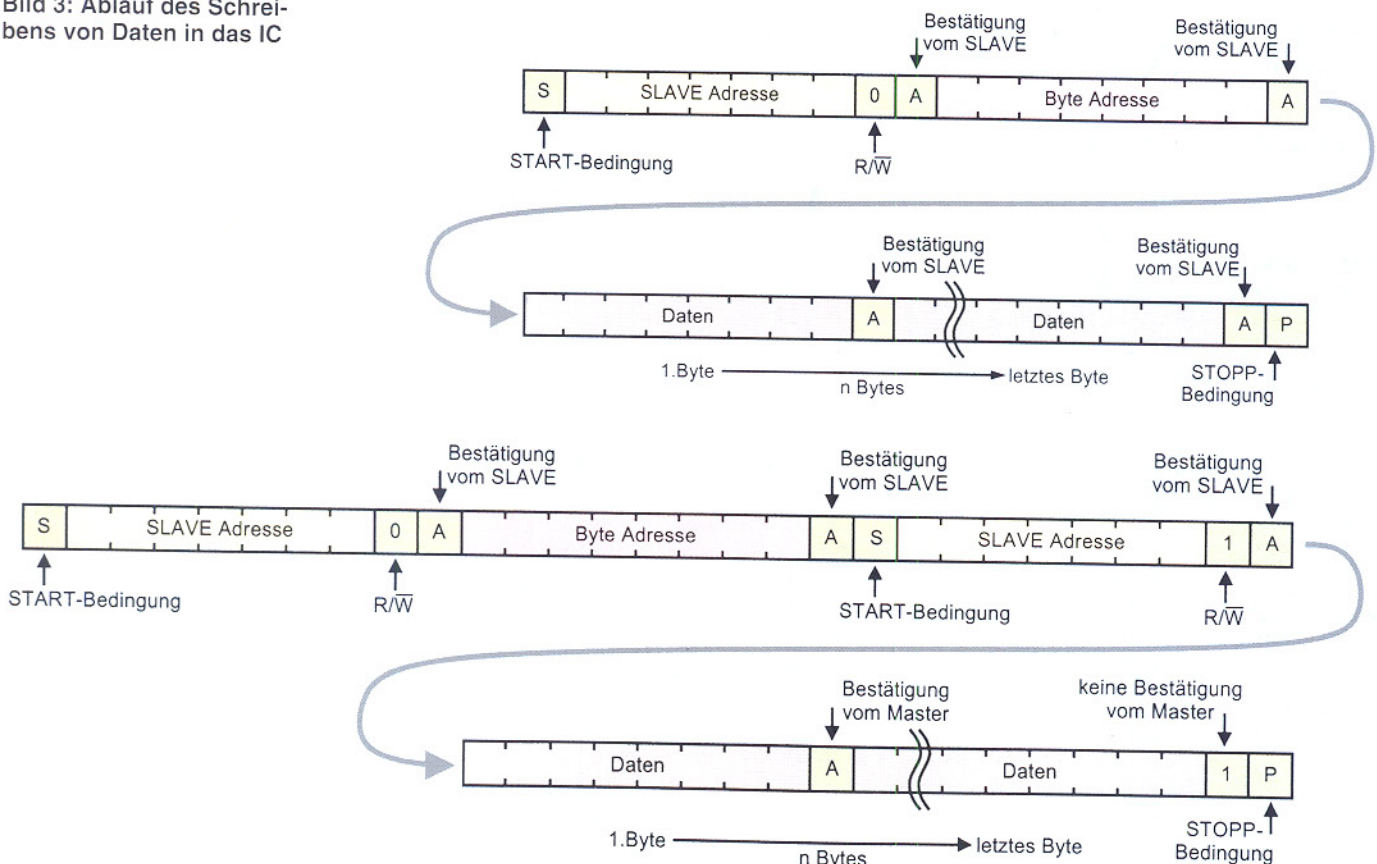 Bild 3: Ablauf des Schrei-
bens von Daten in das IC
Bestätigung
vom SLAVE
Bestätigung
vom SLAVE
S SLAVE Adresse 0 A Byte Adresse A
START-Bedingung
R/W̅
Bestätigung
vom SLAVE
Bestätigung
vom SLAVE
Daten A Daten A P
1.Byte letztes Byte
n Bytes
STOPP-
Bedingung
Bestätigung
vom SLAVE
Bestätigung
vom SLAVE
Bestätigung
vom SLAVE
S SLAVE Adresse 0 A Byte Adresse A S SLAVE Adresse 1 A
START-Bedingung
R/W̅
START-Bedingung
R/W̅
Bestätigung
vom Master
keine Bestätigung
vom Master
Daten A Daten 1 P
1.Byte letztes Byte
n Bytes
STOPP-
Bedingung